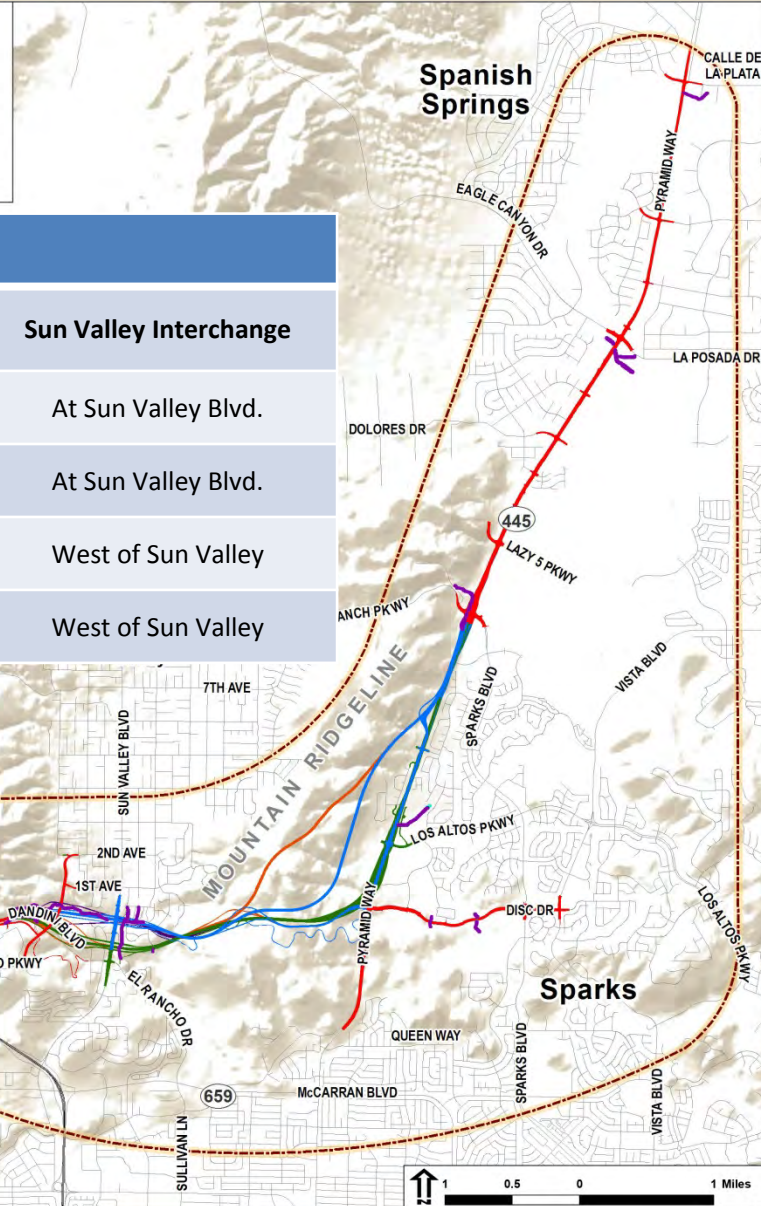 Spanish
Springs
CALLE DE
LA PLATA
PYRAMID WAY
EAGLE CANYON DR
Sun Valley Interchange
LA POSADA DR
At Sun Valley Blvd.
DOLORES DR
At Sun Valley Blvd.
445
LAZY 5 PKWY
West of Sun Valley
ANCH PKWY
West of Sun Valley
MOUNTAIN RIDGELINE
SPARKS BLVD
VISTA BLVD
7TH AVE
SUN VALLEY BLVD
LOS ALTOS PKWY
2ND AVE
1ST AVE
DANDINI BLVD
PYRAMID WAY
DISC DR
LOS ALTOS PKWY
O PKWY
EL RANCHO DR
Sparks
QUEEN WAY
SPARKS BLVD
659
McCARRAN BLVD
VISTA BLVD
SULLIVAN LN
N
1 0.5 0 1 Miles